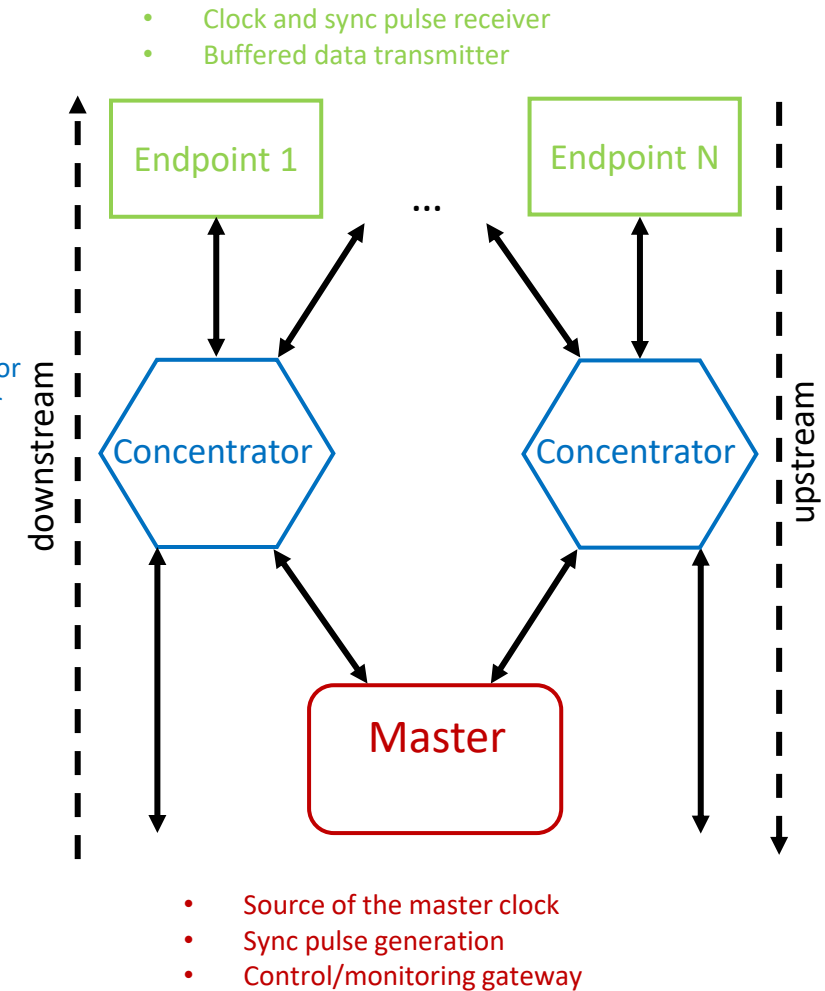 • Clock and sync pulse receiver
• Buffered data transmitter
Endpoint 1
Endpoint N
...
downstream
Concentrator
Concentrator
upstream
Master
• Source of the master clock
• Sync pulse generation
• Control/monitoring gateway